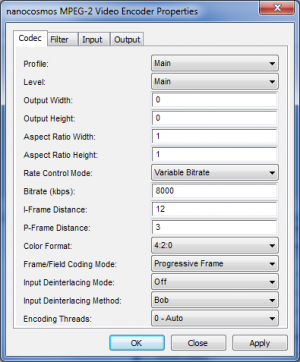 nanocosmos MPEG-2 Video Encoder Properties
Codec Filter Input Output
Profile: Main
Level: Main
Output Width: 0
Output Height: 0
Aspect Ratio Width: 1
Aspect Ratio Height: 1
Rate Control Mode: Variable Bitrate
Bitrate (kbps): 8000
I-Frame Distance: 12
P-Frame Distance: 3
Color Format: 4:2:0
Frame/Field Coding Mode: Progressive Frame
Input Deinterlacing Mode: Off
Input Deinterlacing Method: Bob
Encoding Threads: 0 - Auto
OK Close Apply